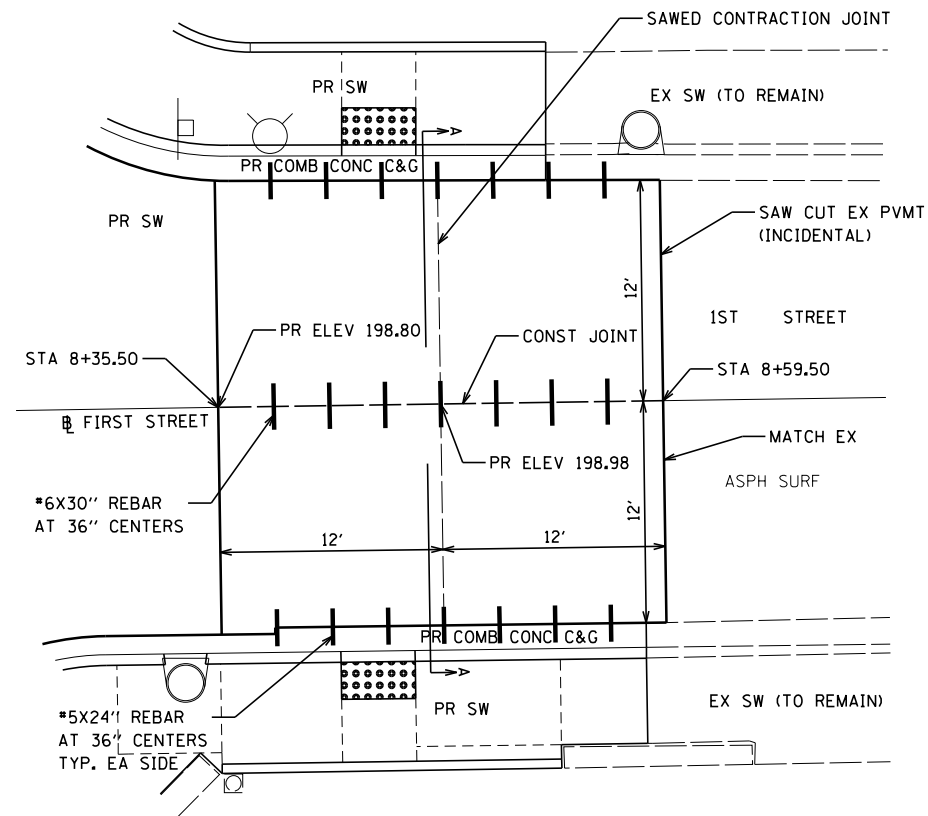 SAWED CONTRACTION JOINT
PR SW
EX SW (TO REMAIN)
A
PR COMB CONC C&G
PR SW
SAW CUT EX PVMT
(INCIDENTAL)
12'
1ST STREET
PR ELEV 198.80
CONST JOINT
STA 8+35.50
STA 8+59.50
℄ FIRST STREET
MATCH EX
PR ELEV 198.98
ASPH SURF
#6X30" REBAR
AT 36" CENTERS
12'
12'
12'
PR COMB CONC C&G
A
EX SW (TO REMAIN)
PR SW
#5X24" REBAR
AT 36" CENTERS
TYP. EA SIDE